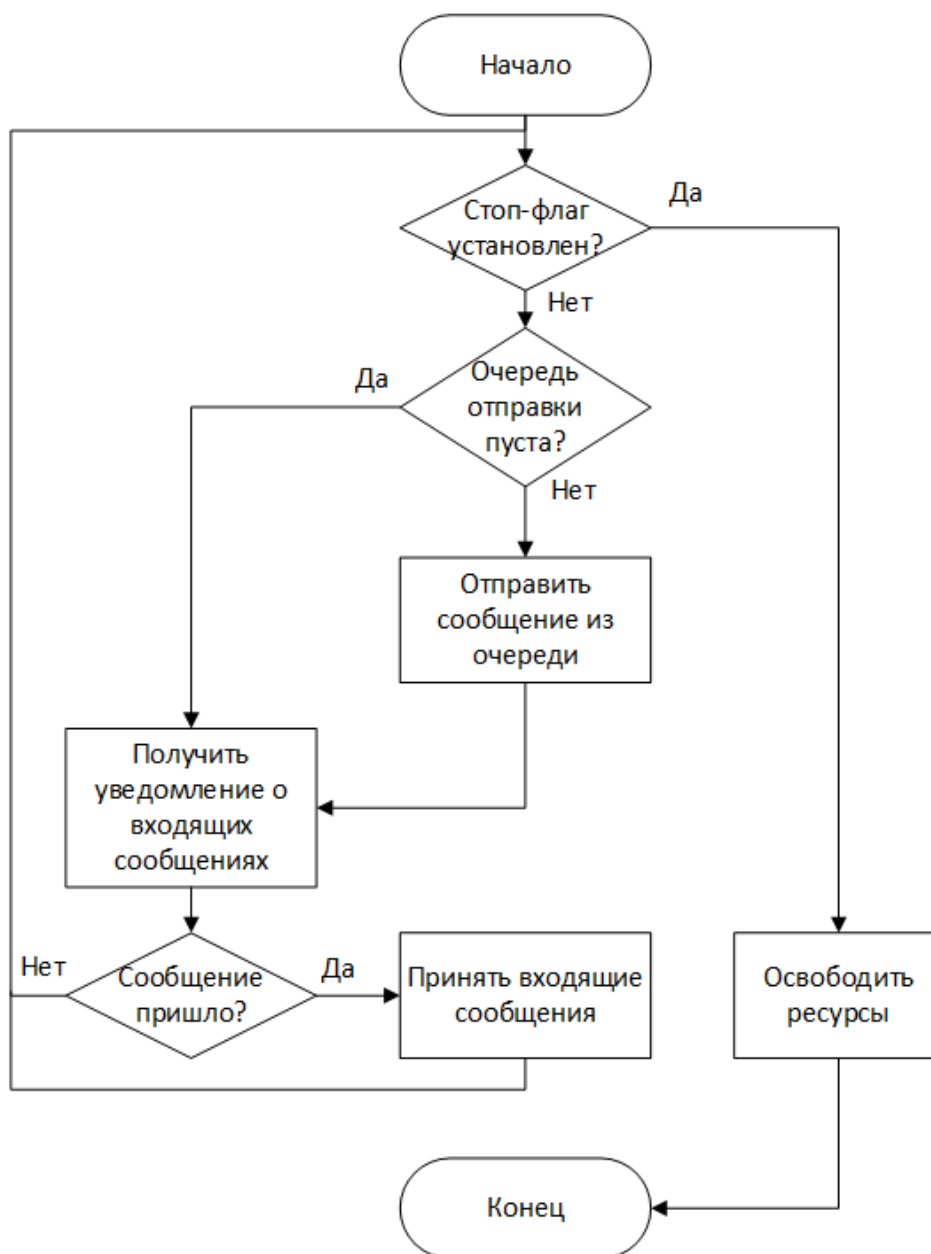 Начало
Да
Стоп-флаг
установлен?
Нет
Да
Очередь
отправки
пуста?
Нет
Отправить
сообщение из
очереди
Получить
уведомление о
входящих
сообщениях
Нет
Сообщение
пришло?
Да
Принять входящие
сообщения
Освободить
ресурсы
Конец